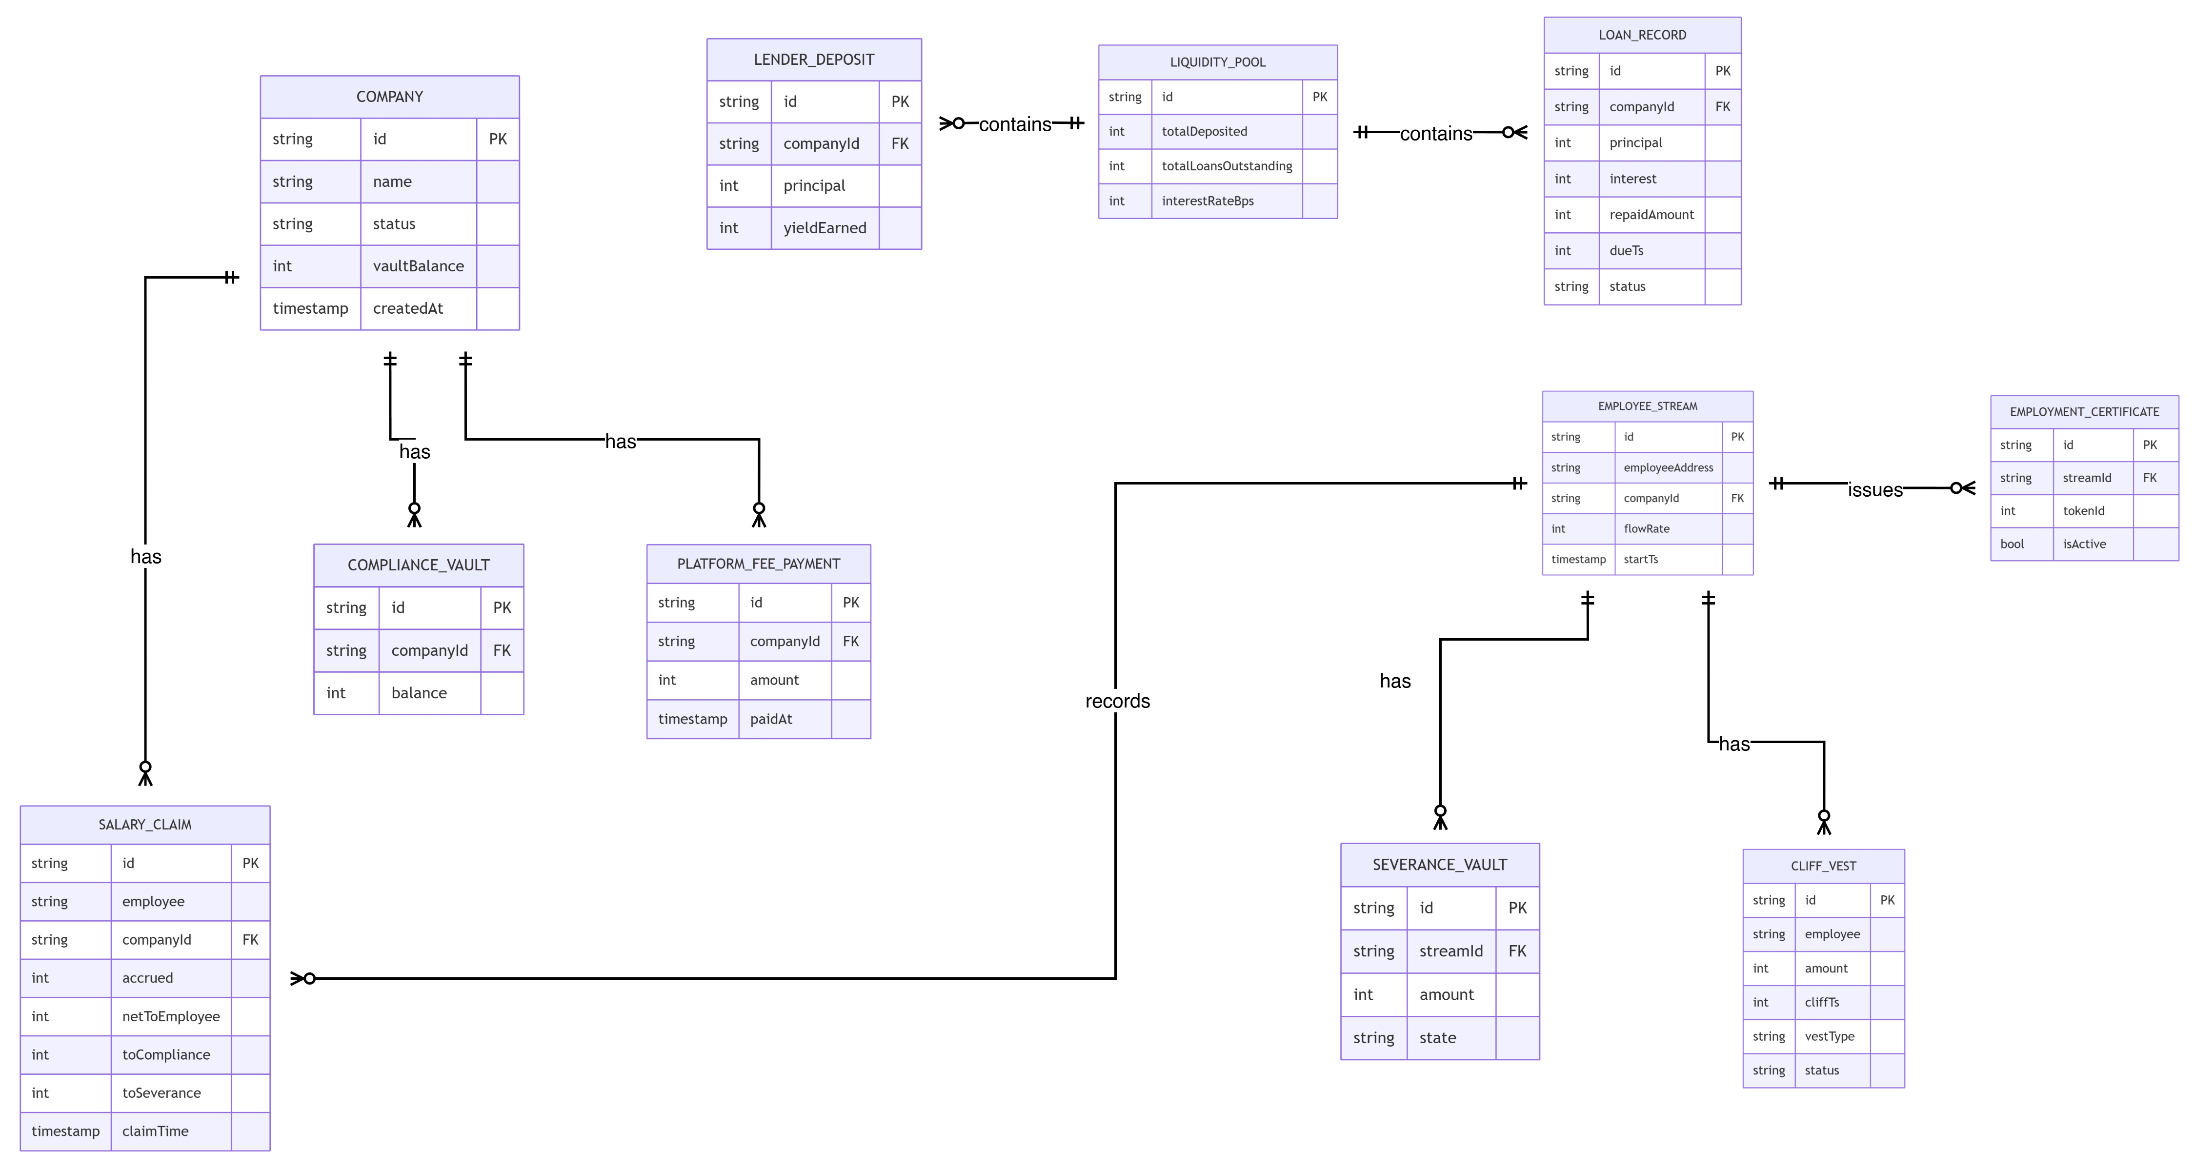 COMPANY
string id PK
string name
string status
int vaultBalance
timestamp createdAt
LENDER_DEPOSIT
string id PK
string companyId FK
int principal
int yieldEarned
contains
LIQUIDITY_POOL
string id PK
int totalDeposited
int totalLoansOutstanding
int interestRateBps
contains
LOAN_RECORD
string id PK
string companyId FK
int principal
int interest
int repaidAmount
int dueTs
string status
has
has
has
COMPLIANCE_VAULT
string id PK
string companyId FK
int balance
PLATFORM_FEE_PAYMENT
string id PK
string companyId FK
int amount
timestamp paidAt
EMPLOYEE_STREAM
string id PK
string employeeAddress
string companyId FK
int flowRate
timestamp startTs
issues
EMPLOYMENT_CERTIFICATE
string id PK
string streamId FK
int tokenId
bool isActive
records
has
has
SALARY_CLAIM
string id PK
string employee
string companyId FK
int accrued
int netToEmployee
int toCompliance
int toSeverance
timestamp claimTime
SEVERANCE_VAULT
string id PK
string streamId FK
int amount
string state
CLIFF_VEST
string id PK
string employee
int amount
int cliffTs
string vestType
string status